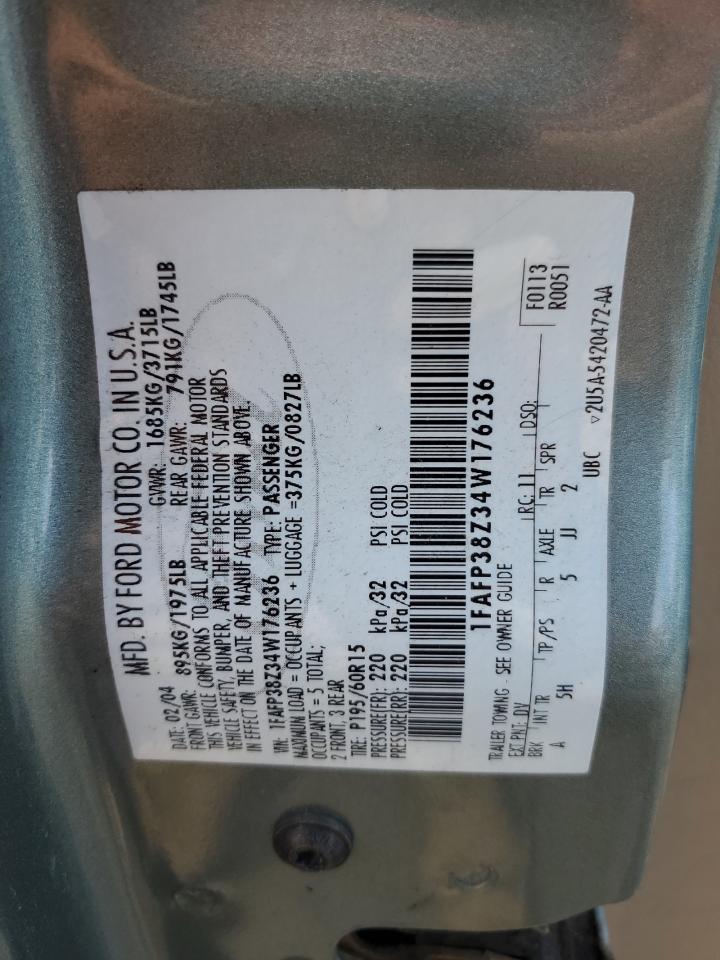 MFD. BY FORD MOTOR CO. IN U.S.A.
DATE: 02/04 GVWR: 1685KG/3715LB
FRONT GAWR: 895KG/1975LB REAR GAWR: 791KG/1745LB
THIS VEHICLE CONFORMS TO ALL APPLICABLE FEDERAL MOTOR
VEHICLE SAFETY, BUMPER, AND THEFT PREVENTION STANDARDS
IN EFFECT ON THE DATE OF MANUFACTURE SHOWN ABOVE.
VIN: 1FAFP38Z34W176236 TYPE: PASSENGER
MAXIMUM LOAD = OCCUPANTS + LUGGAGE =375KG/0827LB
OCCUPANTS = 5 TOTAL;
2 FRONT, 3 REAR
TIRE: P195/60R15
PRESSURE(FR): 220 kPa/32 PSI COLD
PRESSURE(RR): 220 kPa/32 PSI COLD
1FAFP38Z34W176236
TRAILER TOWING - SEE OWNER GUIDE
F0113
EXT PNT: DV RC: 11 DSO: R0051
BRK INT TR TP/PS R AXLE TR SPR
A 5H 5 JJ 2
UBC ▽2U5A-5420472-AA